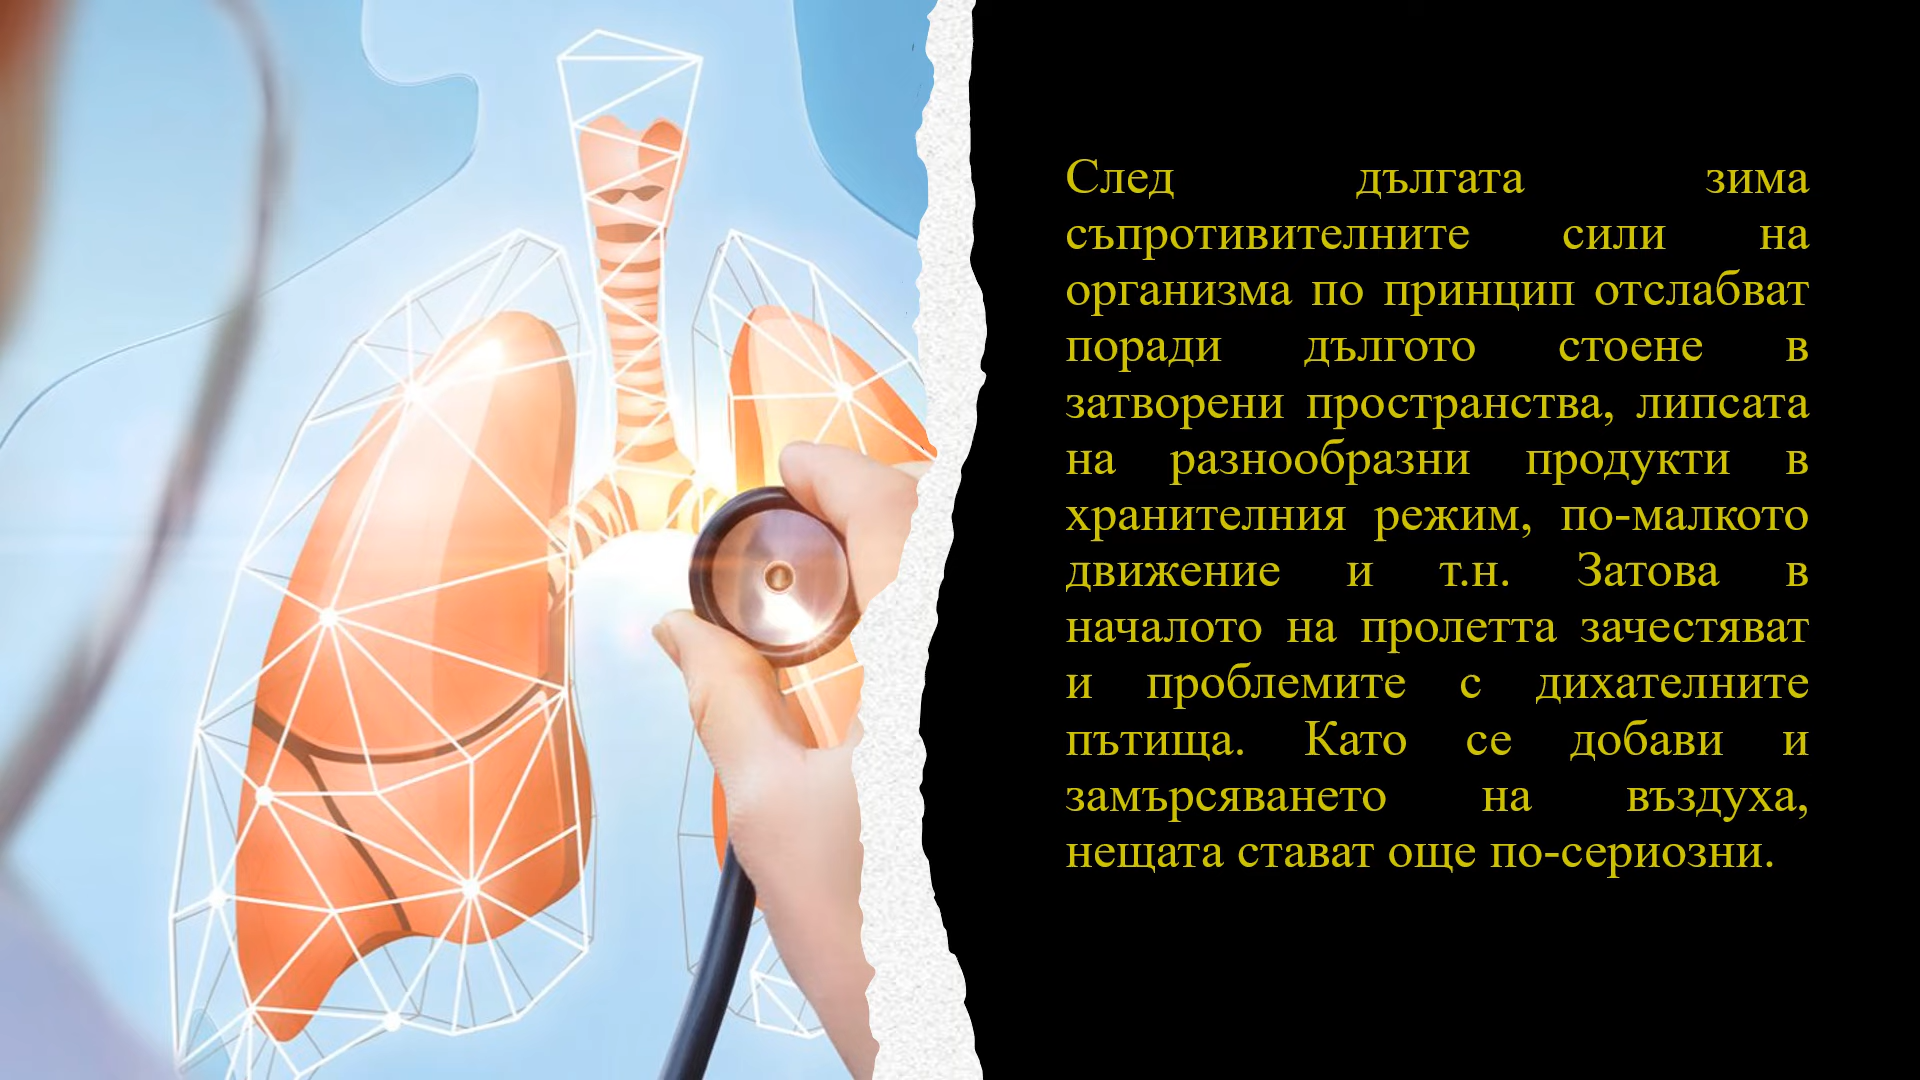 След дългата зима
съпротивителните сили на
организма по принцип отслабват
поради дългото стоене в
затворени пространства, липсата
на разнообразни продукти в
хранителния режим, по-малкото
движение и т.н. Затова в
началото на пролетта зачестяват
и проблемите с дихателните
пътища. Като се добави и
замърсяването на въздуха,
нещата стават още по-сериозни.